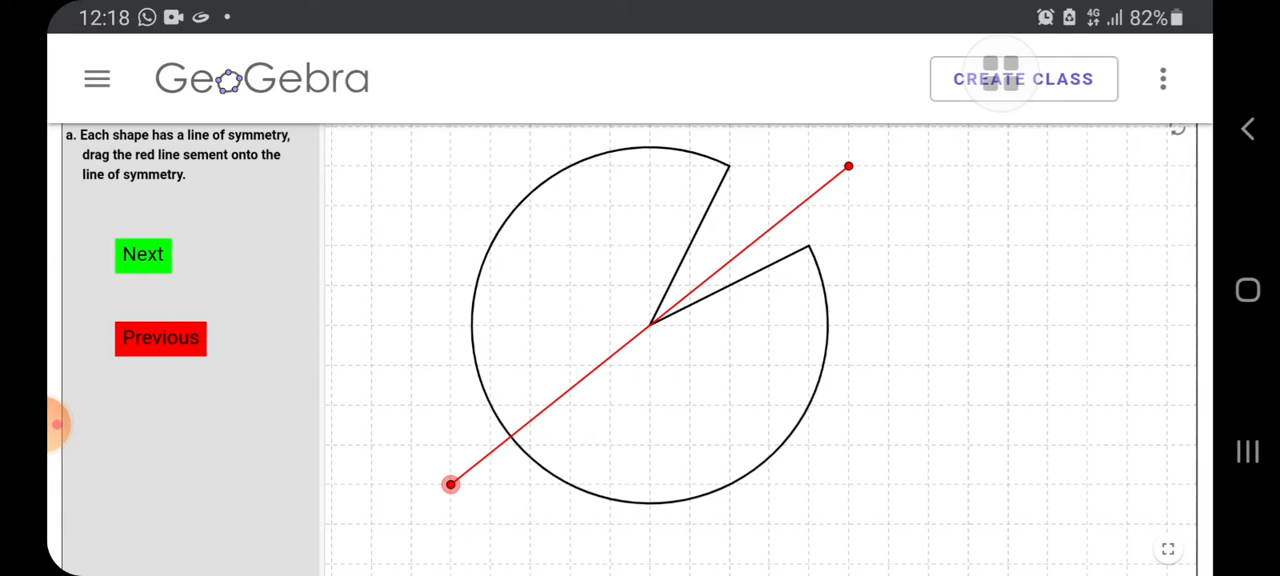 12:18
4G
82%
GeoGebra
CREATE CLASS
a. Each shape has a line of symmetry,
drag the red line sement onto the
line of symmetry.
Next
Previous